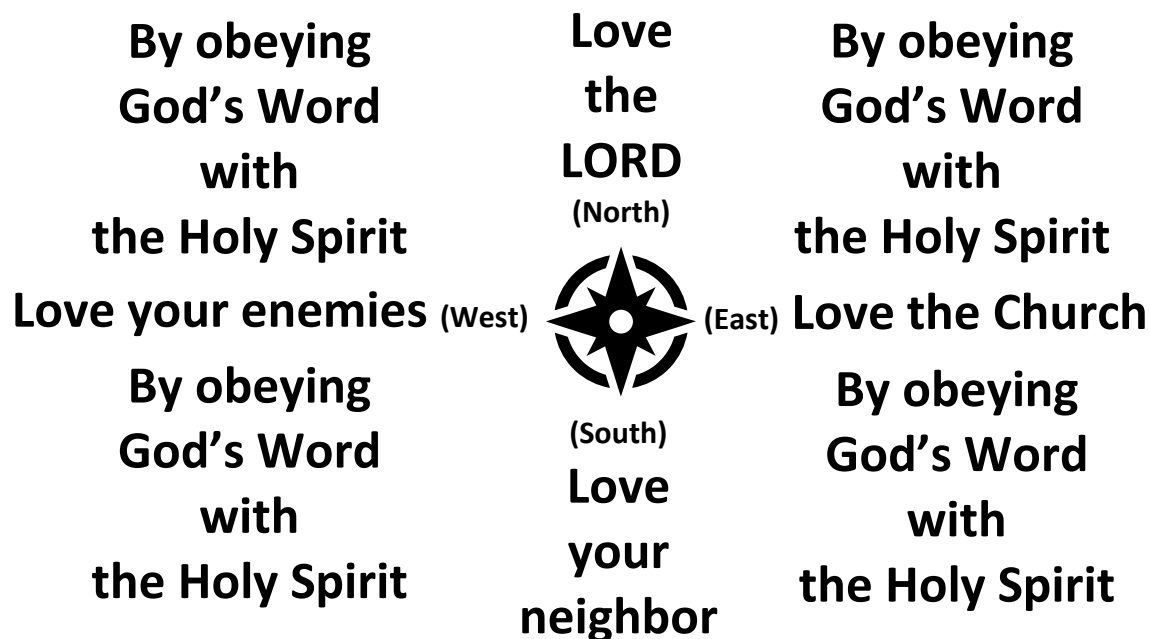 By obeying
God’s Word
with
the Holy Spirit
Love
the
LORD
(North)
By obeying
God’s Word
with
the Holy Spirit
Love your enemies (West)
(East) Love the Church
By obeying
God’s Word
with
the Holy Spirit
(South)
Love
your
neighbor
By obeying
God’s Word
with
the Holy Spirit